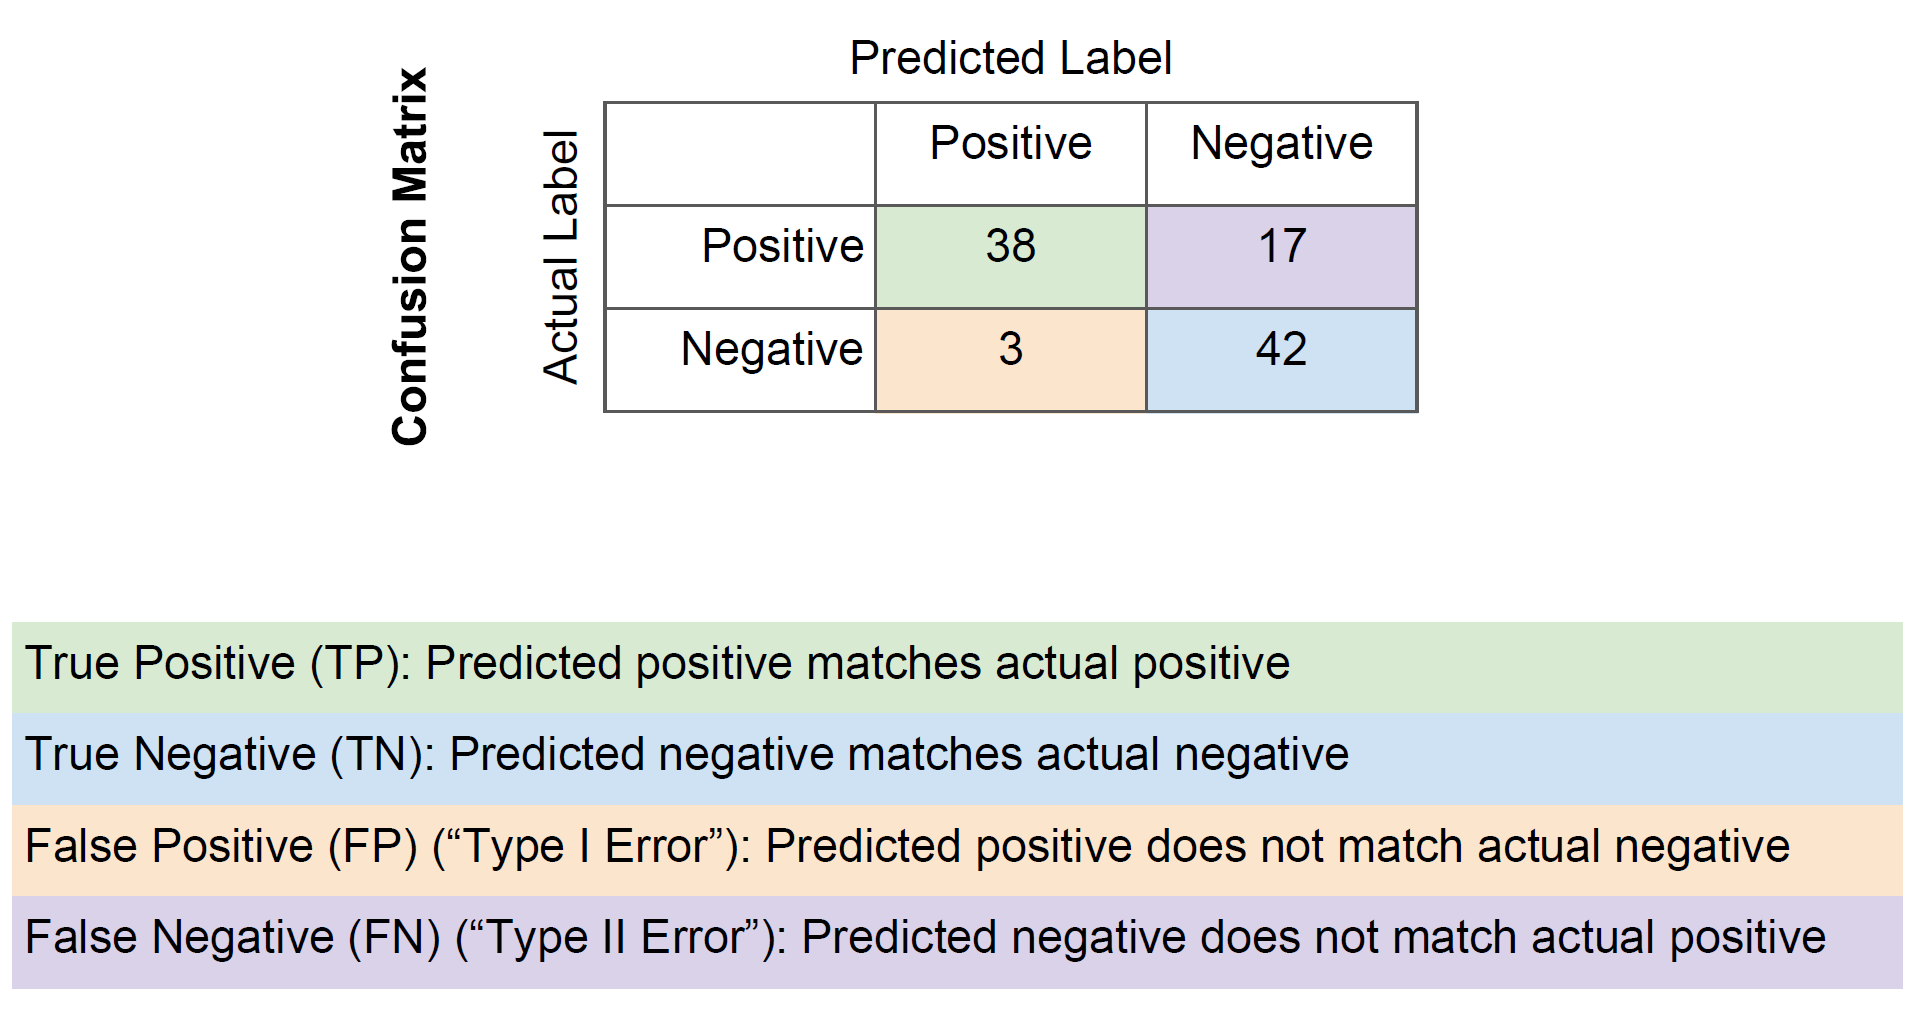 Predicted Label
Confusion Matrix
Actual Label
Positive Negative
Positive 38 17
Negative 3 42
True Positive (TP): Predicted positive matches actual positive
True Negative (TN): Predicted negative matches actual negative
False Positive (FP) (“Type I Error”): Predicted positive does not match actual negative
False Negative (FN) (“Type II Error”): Predicted negative does not match actual positive